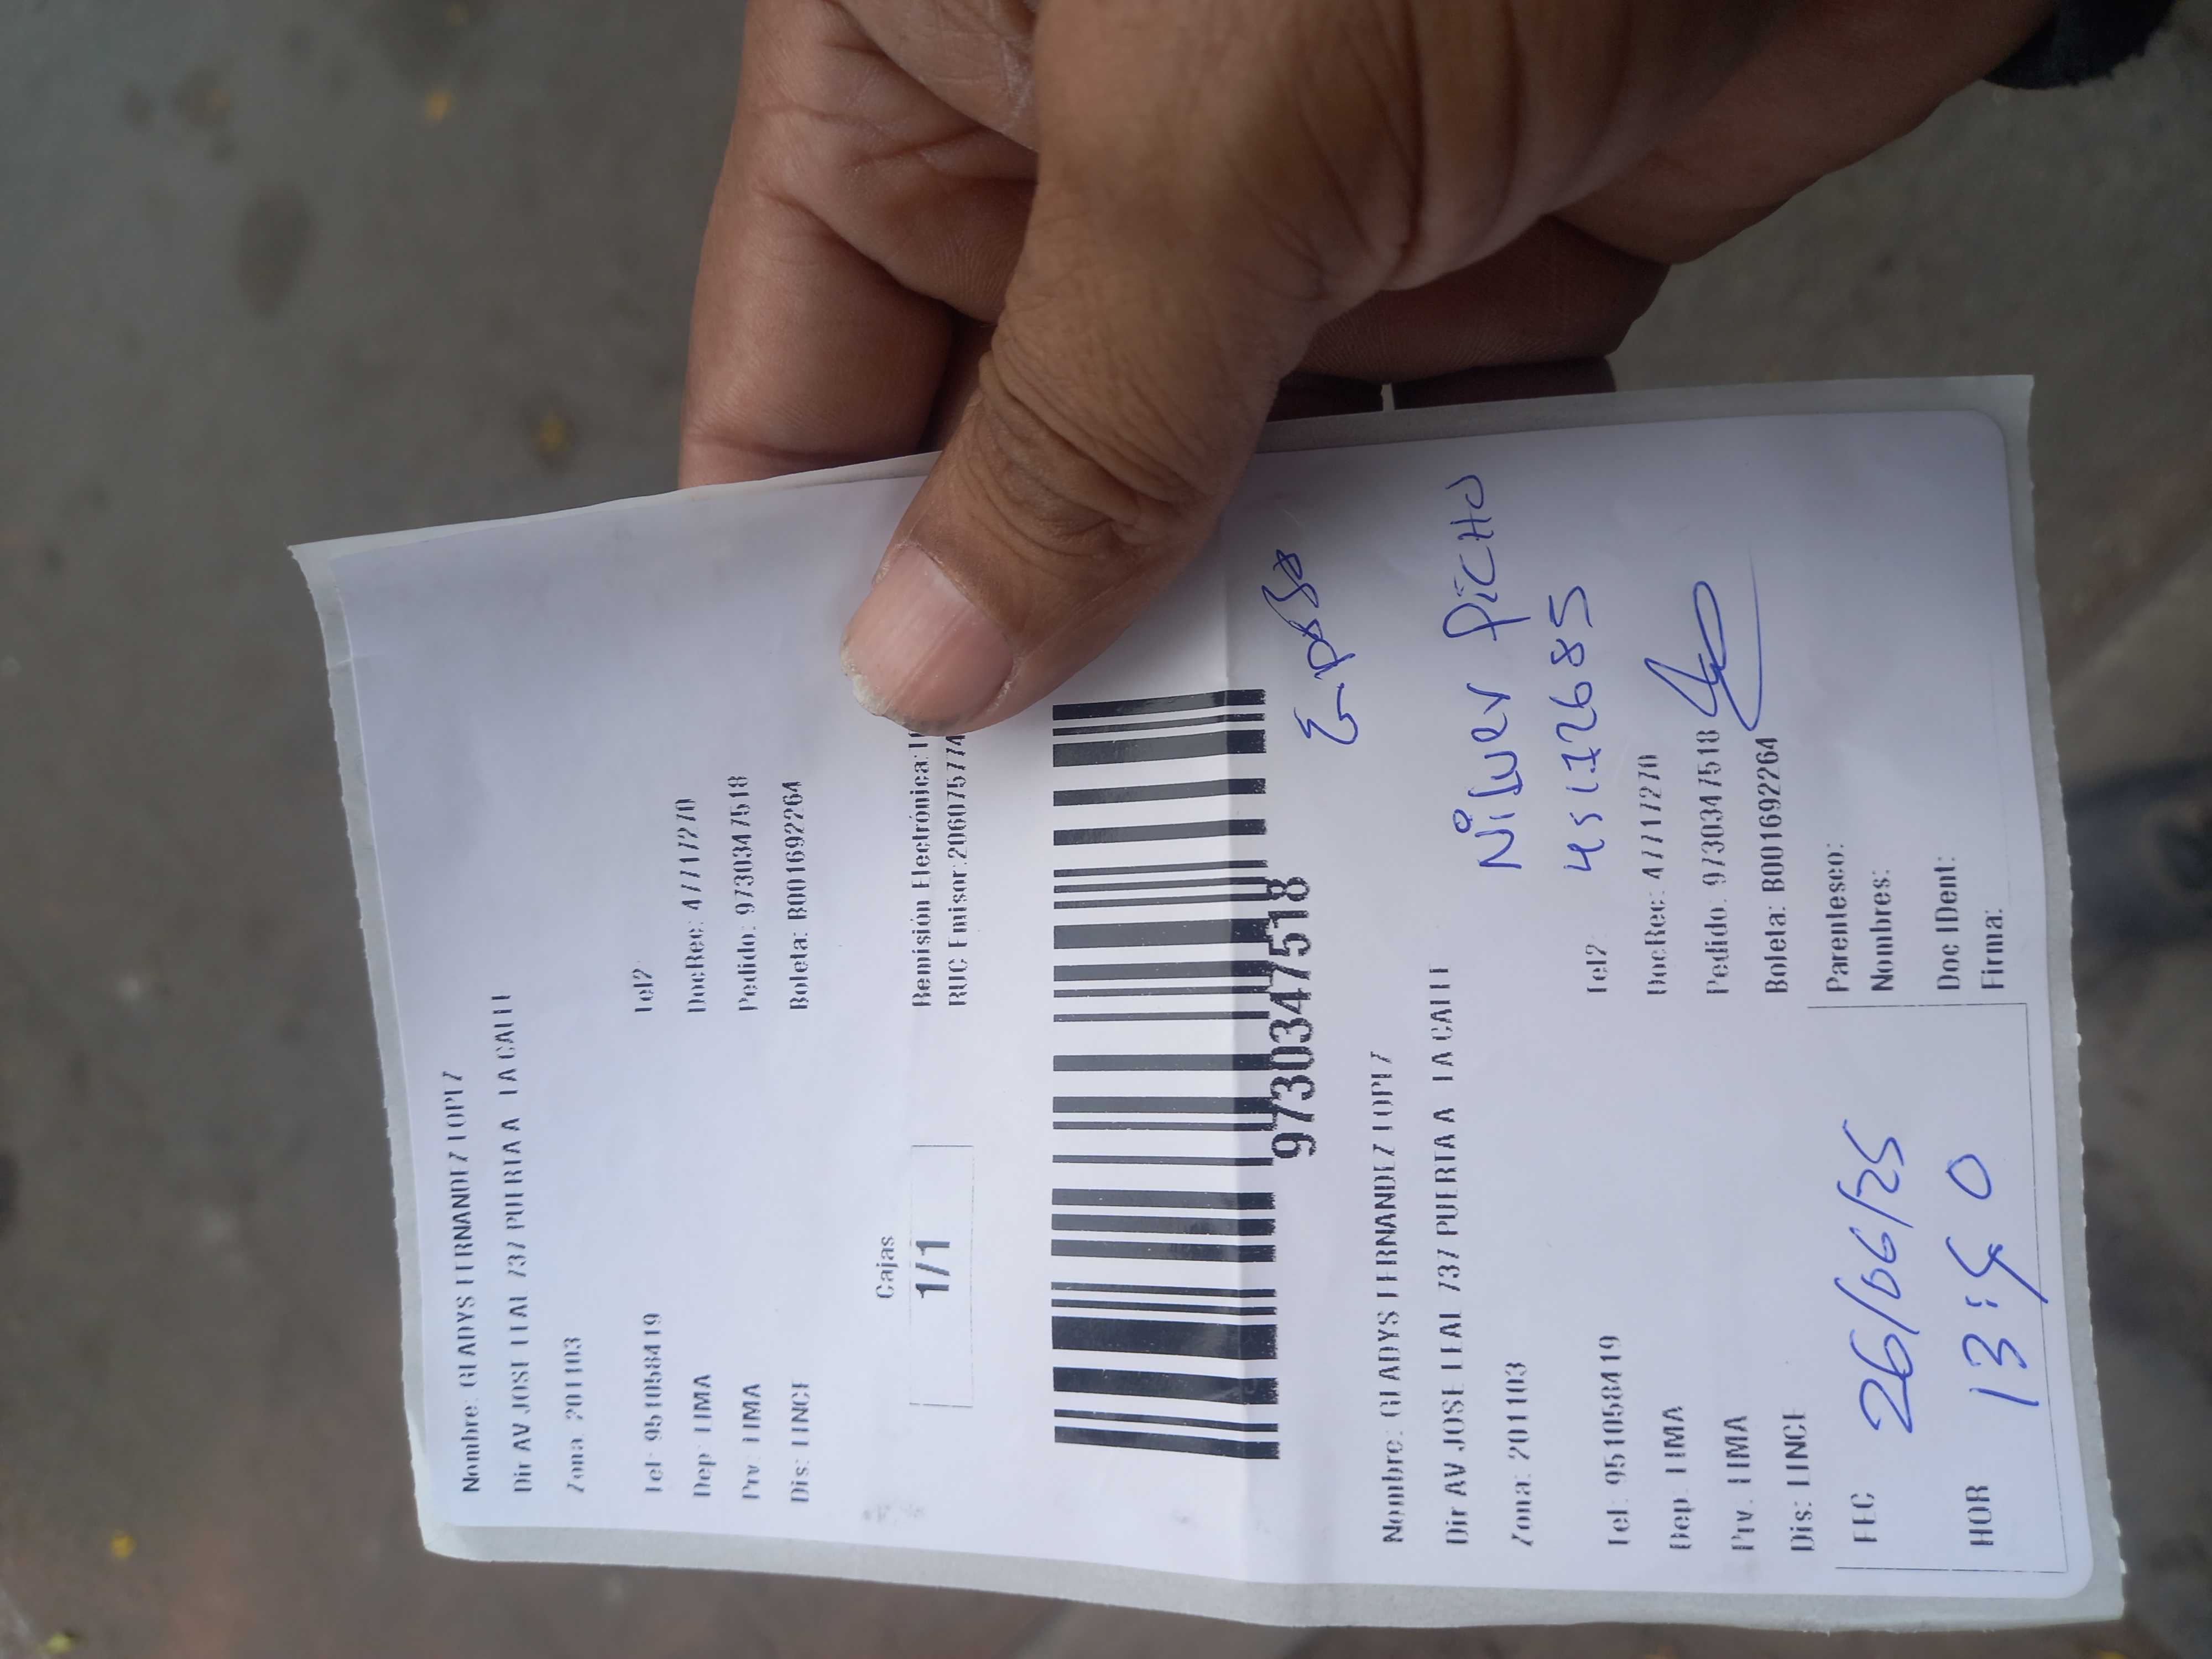 Nombre: GLADYS FERNANDEZ LOPEZ
Dir AV JOSE LEAL 737 PUERTA A LA CALLE
Zona: 201103
Tel: 951058419 Tel2
Dep: LIMA DocRec: 47717270
Prv: LIMA Pedido: 9730347518
Dis: LINCE Boleta: B001692264
Cajas
1/1
Remisión Electrónica:
RUC Emisor:206075774
9730347518
Nombre: GLADYS FERNANDEZ LOPEZ
Dir AV JOSE LEAL 737 PUERTA A LA CALLE
Zona: 201103
PICHO
Tel: 951058419 Tel2
Dep: LIMA DocRec: 47717270
Prv: LIMA Pedido: 9730347518
Dis: LINCE Boleta: B001692264
FEC 26/06/25
HOR 13:40
Parentesco:
Nombres:
Doc IDent:
Firma: